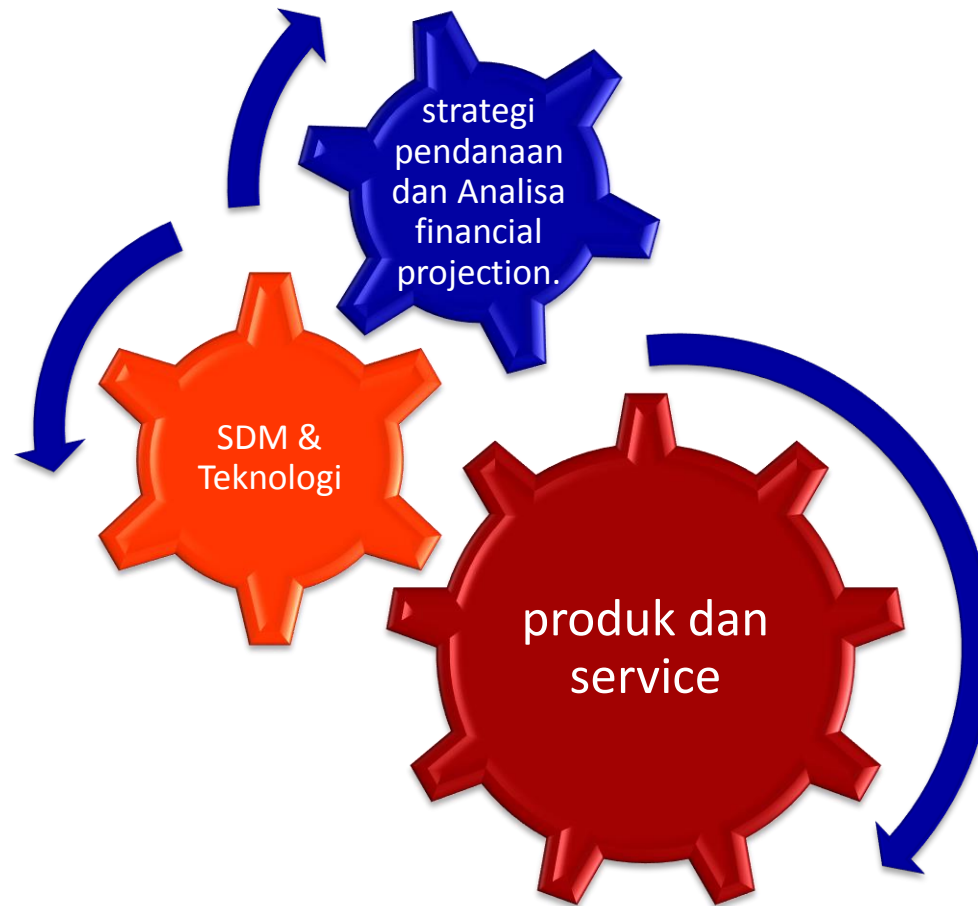 strategi
pendanaan
dan Analisa
financial
projection.
SDM &
Teknologi
produk dan
service